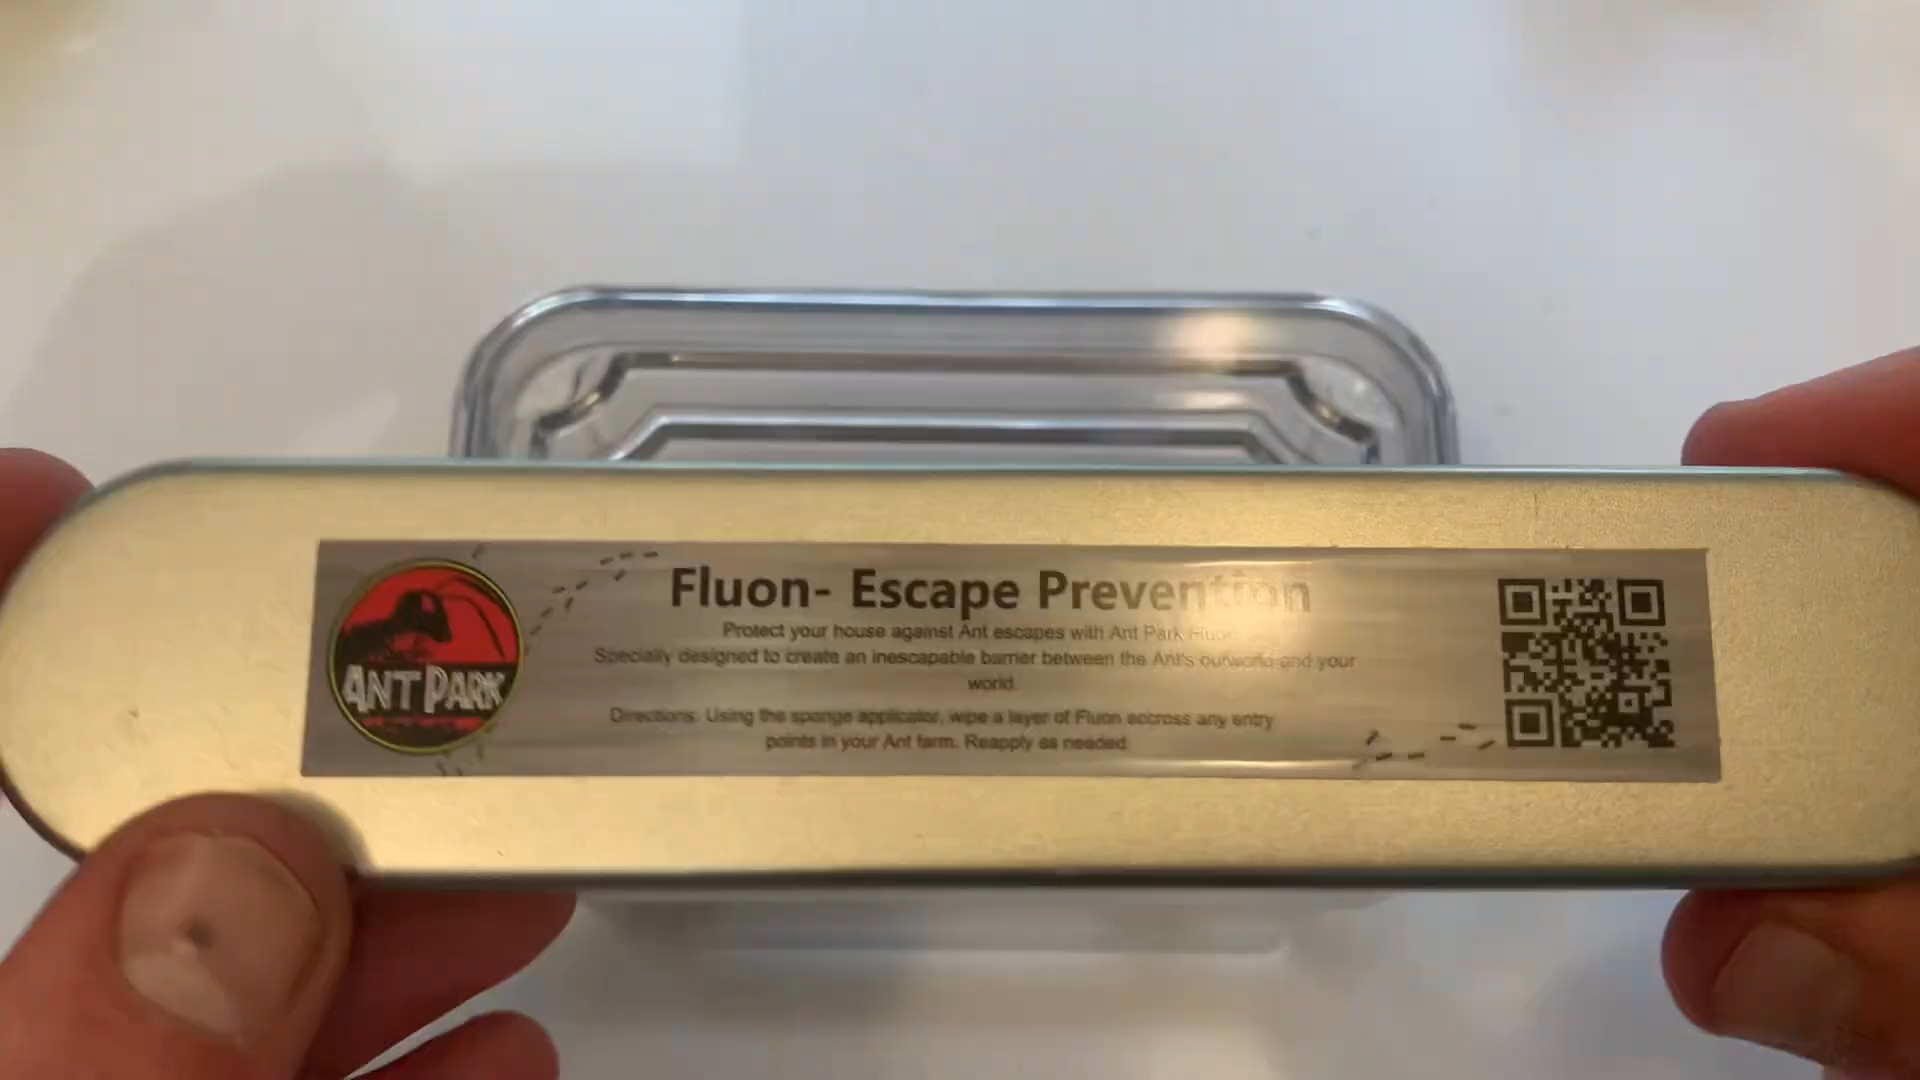 Fluon- Escape Prevention
Protect your house against Ant escapes with Ant Park Fluon
Specially designed to create an inescapable barrier between the Ant's outworld and your
world.
Directions: Using the sponge applicator, wipe a layer of Fluon accross any entry
points in your Ant farm. Reapply as needed.
ANT PARK